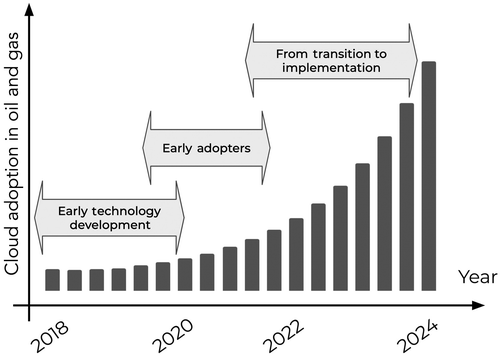 Cloud adoption in oil and gas
From transition to
implementation
Early adopters
Early technology
development
Year
2018
2020
2022
2024